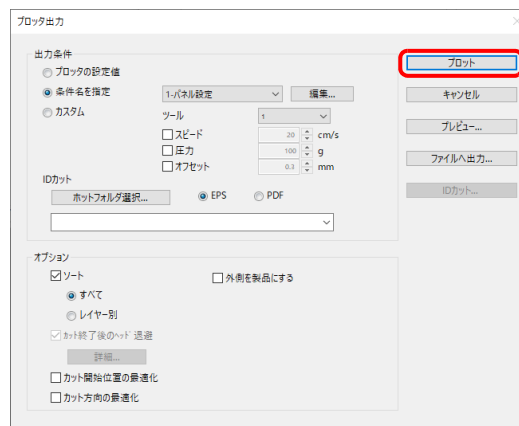 プロッタ出力
出力条件
プロッタの設定値
条件名を指定
1-パネル設定
編集...
カスタム
ツール
1
スピード
20
cm/s
圧力
100
g
オフセット
0.3
mm
IDカット
ホットフォルダ選択...
EPS
PDF
オプション
ソート
外側を製品にする
すべて
レイヤー別
カット終了後のヘッド退避
詳細...
カット開始位置の最適化
カット方向の最適化
プロット
キャンセル
プレビュー...
ファイルへ出力...
IDカット...